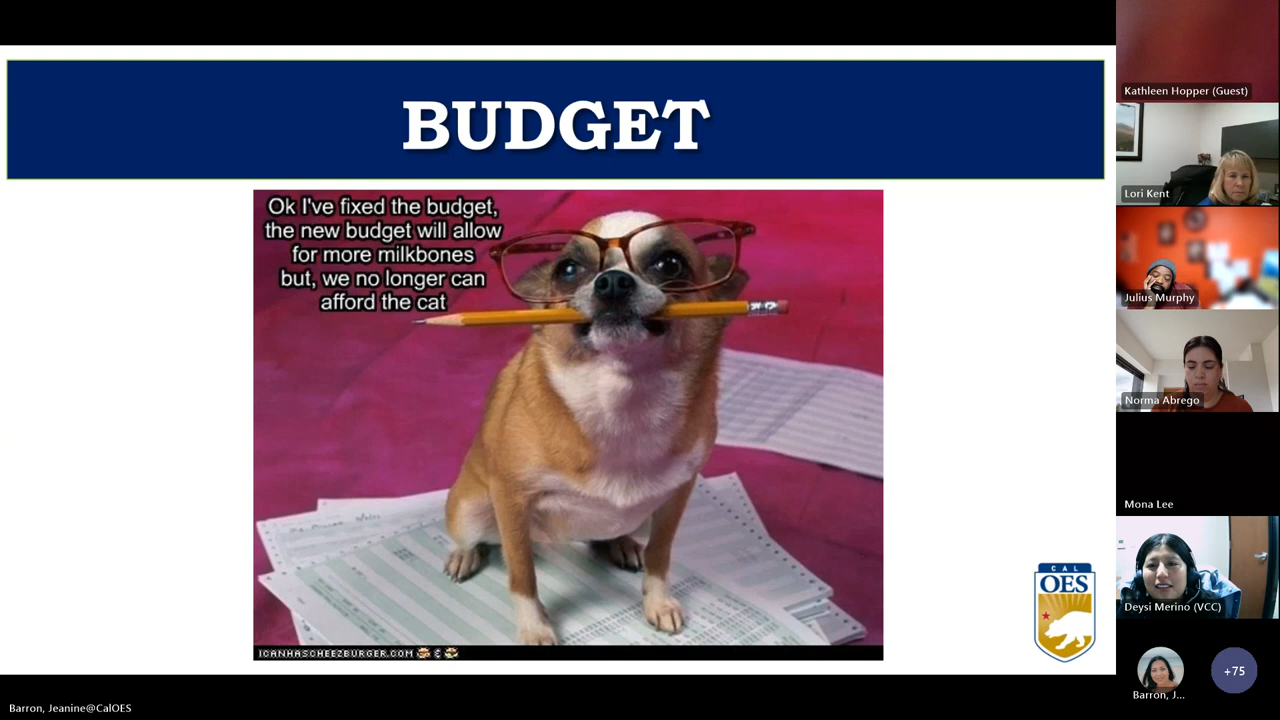 BUDGET
Ok I've fixed the budget,
the new budget will allow
for more milkbones
but, we no longer can
afford the cat
ICANHASCHEEZBURGER.COM
CAL
OES
Barron, Jeanine@CalOES
Kathleen Hopper (Guest)
Lori Kent
Julius Murphy
Norma Abrego
Mona Lee
Deysi Merino (VCC)
Barron, J...
+75